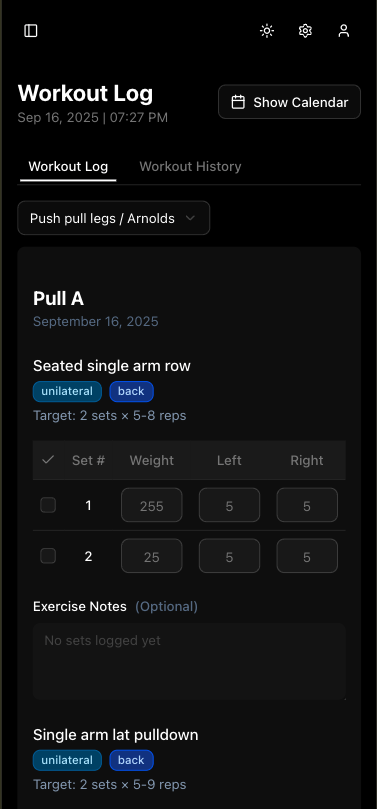 Workout Log
Show Calendar
Sep 16, 2025 | 07:27 PM
Workout Log Workout History
Push pull legs / Arnolds
Pull A
September 16, 2025
Seated single arm row
unilateral back
Target: 2 sets × 5-8 reps
Set # Weight Left Right
1 255 5 5
2 25 5 5
Exercise Notes (Optional)
No sets logged yet
Single arm lat pulldown
unilateral back
Target: 2 sets × 5-9 reps